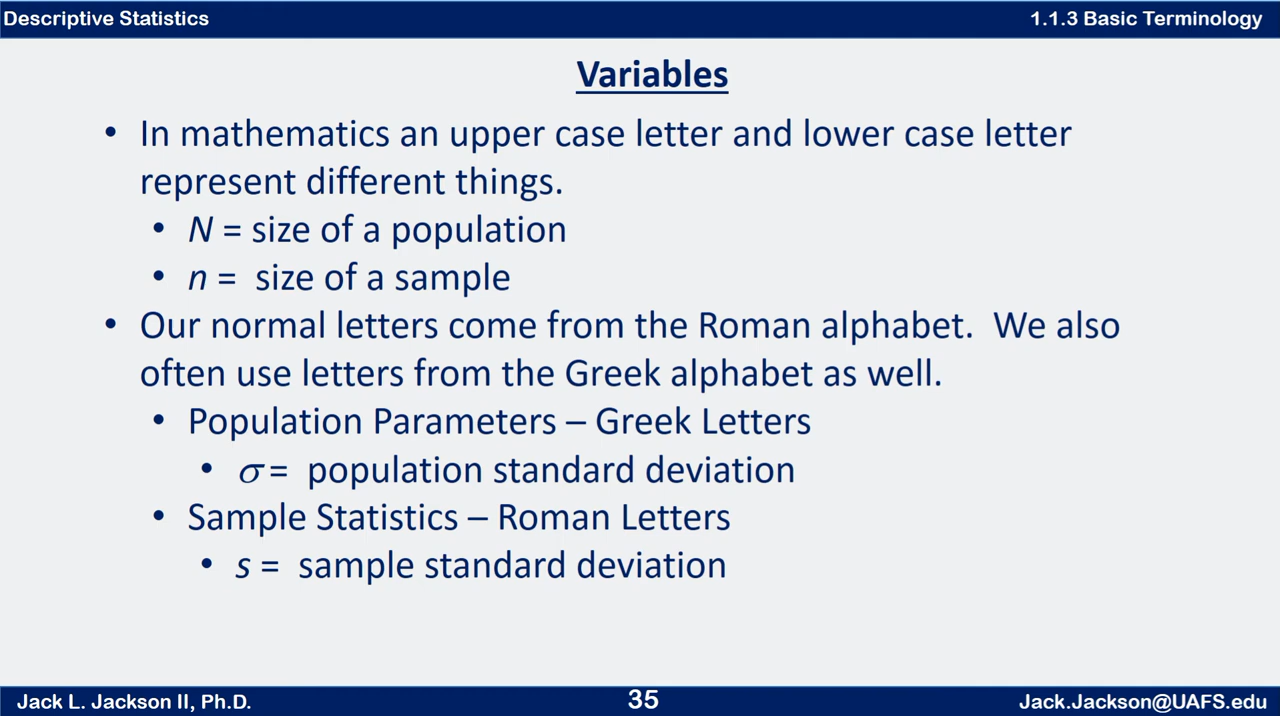 Descriptive Statistics
1.1.3 Basic Terminology
Variables
• In mathematics an upper case letter and lower case letter
represent different things.
• N = size of a population
• n = size of a sample
• Our normal letters come from the Roman alphabet. We also
often use letters from the Greek alphabet as well.
• Population Parameters – Greek Letters
• σ = population standard deviation
• Sample Statistics – Roman Letters
• s = sample standard deviation
Jack L. Jackson II, Ph.D.
35
Jack.Jackson@UAFS.edu